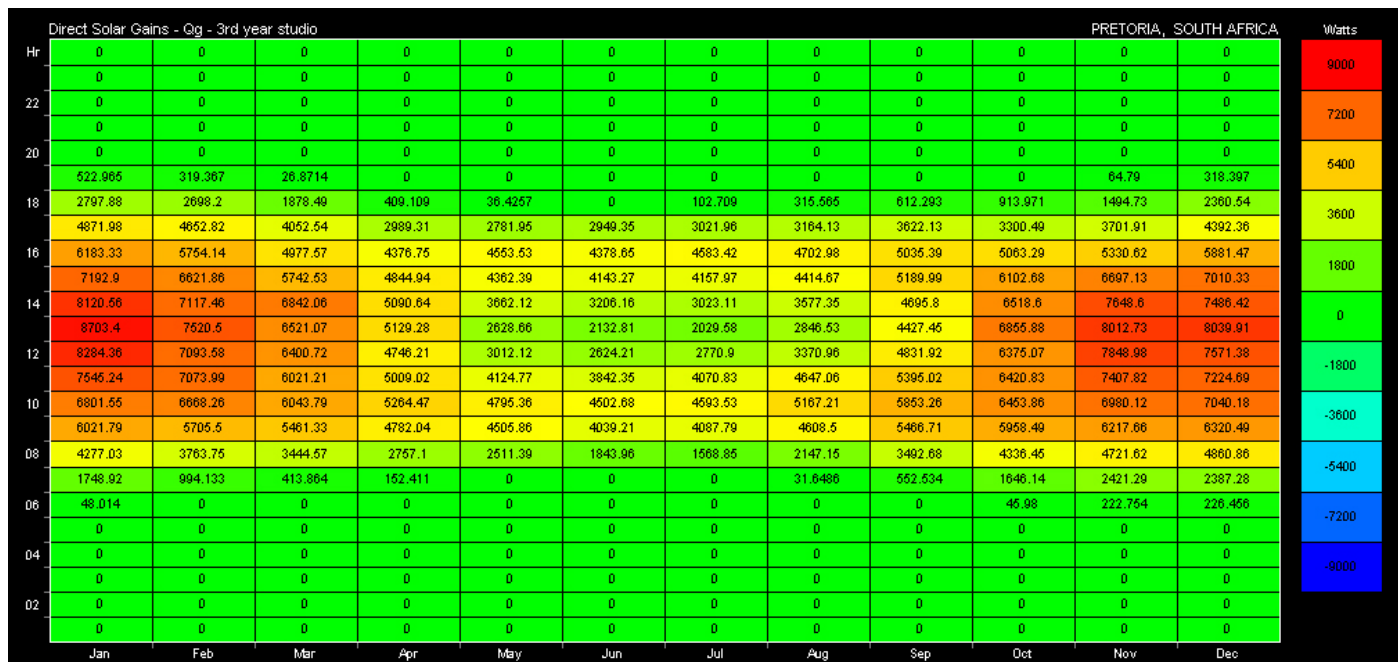 Direct Solar Gains - Qg - 3rd year studio PRETORIA, SOUTH AFRICA Watts
Hr 0 0 0 0 0 0 0 0 0 0 0 0
9000
0 0 0 0 0 0 0 0 0 0 0 0
22 0 0 0 0 0 0 0 0 0 0 0 0
7200
0 0 0 0 0 0 0 0 0 0 0 0
20 0 0 0 0 0 0 0 0 0 0 0 0
5400
522.965 319.367 26.8714 0 0 0 0 0 0 0 64.79 318.397
18 2797.88 2698.2 1878.49 409.109 36.4257 0 102.709 315.565 612.293 913.971 1494.73 2360.54
3600
4871.98 4652.82 4052.54 2989.31 2781.95 2949.35 3021.96 3164.13 3622.13 3300.49 3701.91 4392.36
16 6183.33 5754.14 4977.57 4376.75 4553.53 4378.65 4583.42 4702.98 5035.39 5063.29 5330.62 5881.47
1800
7192.9 6621.86 5742.53 4844.94 4362.39 4143.27 4157.97 4414.67 5189.99 6102.68 6697.13 7010.33
14 8120.56 7117.46 6842.06 5090.64 3662.12 3206.16 3023.11 3577.35 4695.8 6518.6 7648.6 7486.42
0
8703.4 7520.5 6521.07 5129.28 2628.66 2132.81 2029.58 2846.53 4427.45 6855.88 8012.73 8039.91
12 8284.36 7093.58 6400.72 4746.21 3012.12 2624.21 2770.9 3370.96 4831.92 6375.07 7848.98 7571.38
-1800
7545.24 7073.99 6021.21 5009.02 4124.77 3842.35 4070.83 4647.06 5395.02 6420.83 7407.82 7224.69
10 6801.55 6668.26 6043.79 5264.47 4795.36 4502.68 4593.53 5167.21 5853.26 6453.86 6980.12 7040.18
-3600
6021.79 5705.5 5461.33 4782.04 4505.86 4039.21 4087.79 4608.5 5466.71 5958.49 6217.66 6320.49
08 4277.03 3763.75 3444.57 2757.1 2511.39 1843.96 1568.85 2147.15 3492.68 4336.45 4721.62 4860.86
-5400
1748.92 994.133 413.864 152.411 0 0 0 31.6486 552.534 1646.14 2421.29 2387.28
06 48.014 0 0 0 0 0 0 0 0 45.98 222.754 226.456
-7200
0 0 0 0 0 0 0 0 0 0 0 0
04 0 0 0 0 0 0 0 0 0 0 0 0
-9000
0 0 0 0 0 0 0 0 0 0 0 0
02 0 0 0 0 0 0 0 0 0 0 0 0
0 0 0 0 0 0 0 0 0 0 0 0
Jan Feb Mar Apr May Jun Jul Aug Sep Oct Nov Dec